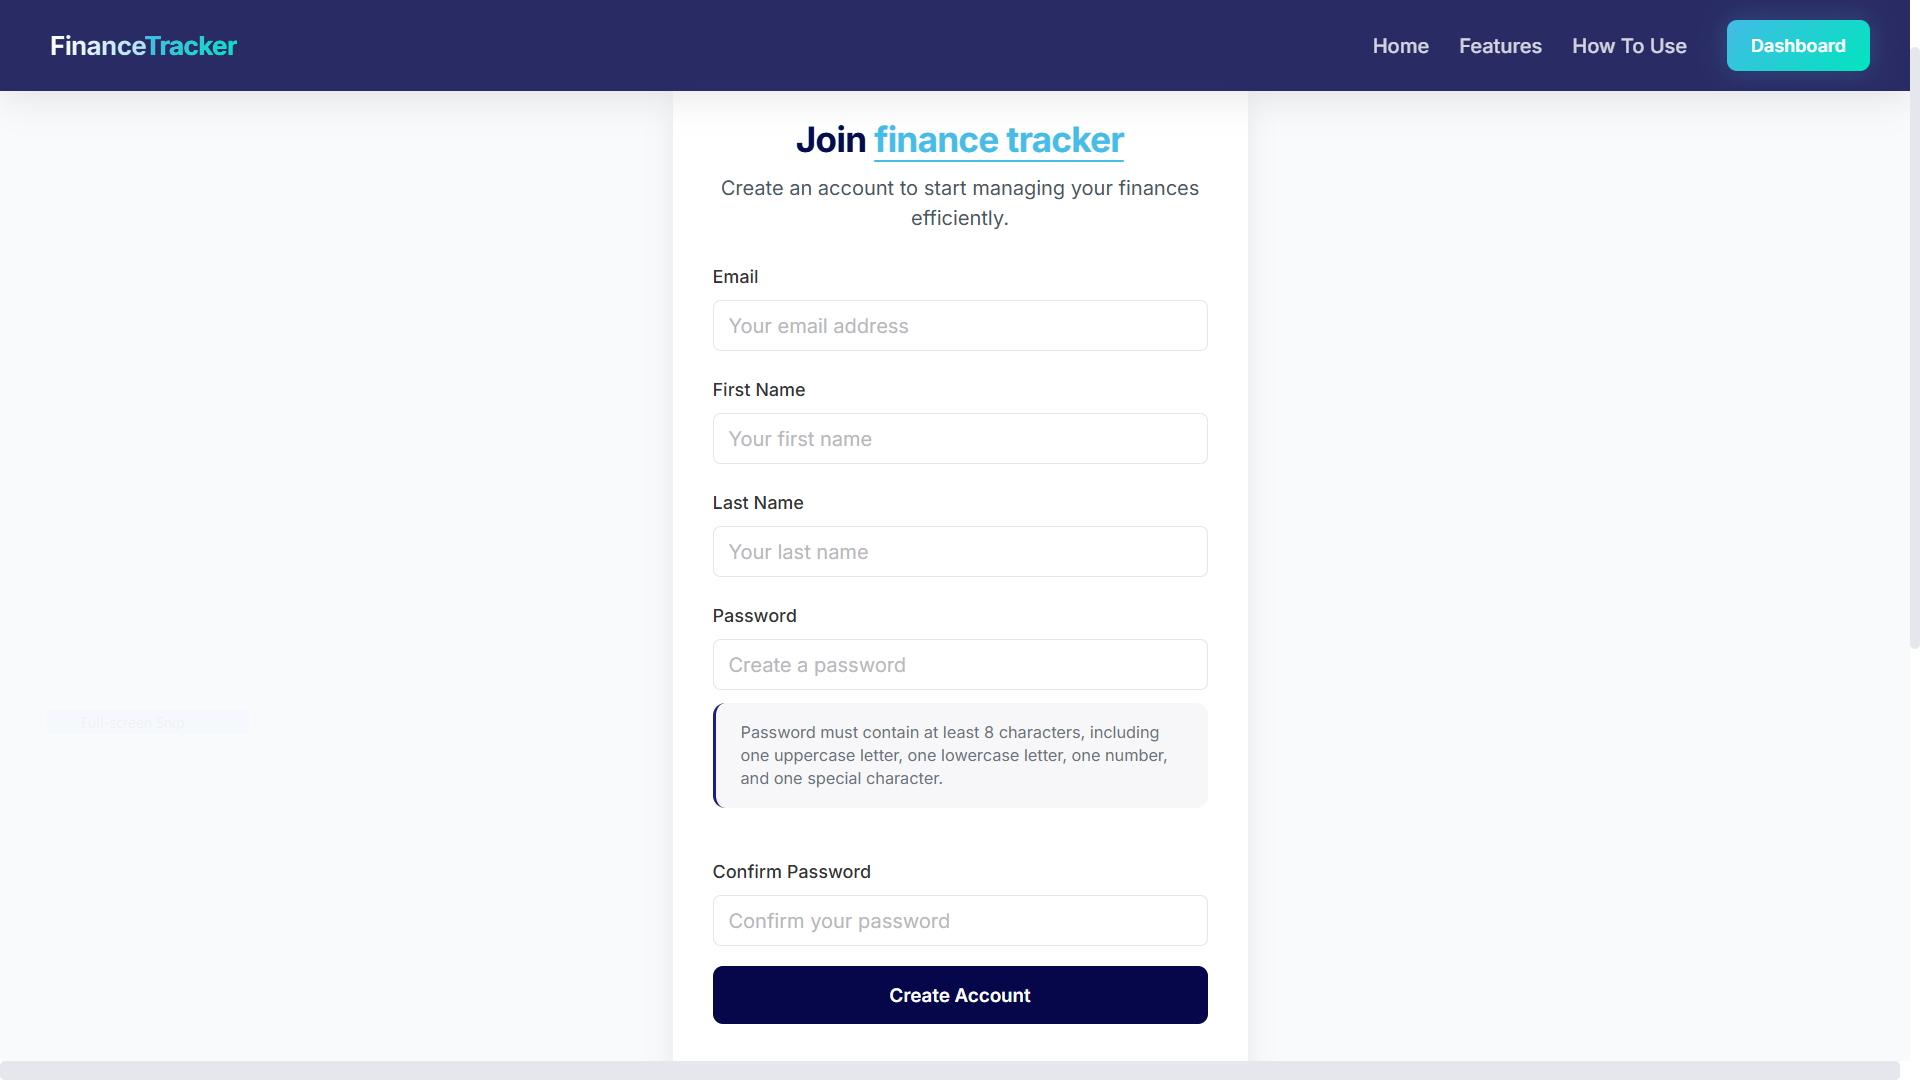 FinanceTracker
Home
Features
How To Use
Dashboard
Join finance tracker
Create an account to start managing your finances
efficiently.
Email
Your email address
First Name
Your first name
Last Name
Your last name
Password
Create a password
Full-screen Snip
Password must contain at least 8 characters, including
one uppercase letter, one lowercase letter, one number,
and one special character.
Confirm Password
Confirm your password
Create Account